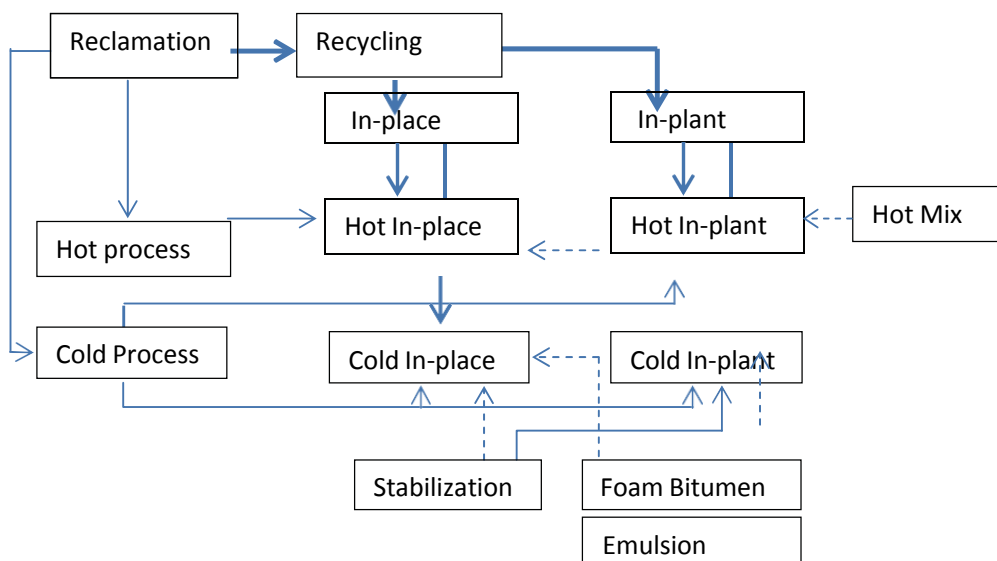 Reclamation
Recycling
In-place
In-plant
Hot In-place
Hot In-plant
Hot Mix
Hot process
Cold Process
Cold In-place
Cold In-plant
Stabilization
Foam Bitumen
Emulsion